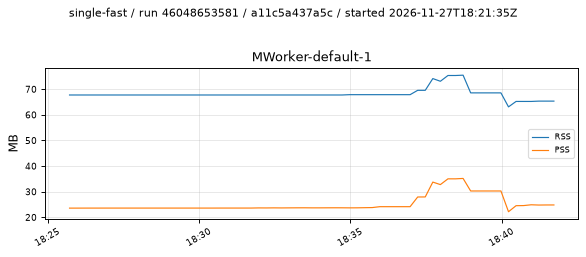 single-fast / run 46048653581 / a11c5a437a5c / started 2026-11-27T18:21:35Z
MWorker-default-1
MB
70
60
50
40
30
20
RSS
PSS
18:25
18:30
18:35
18:40